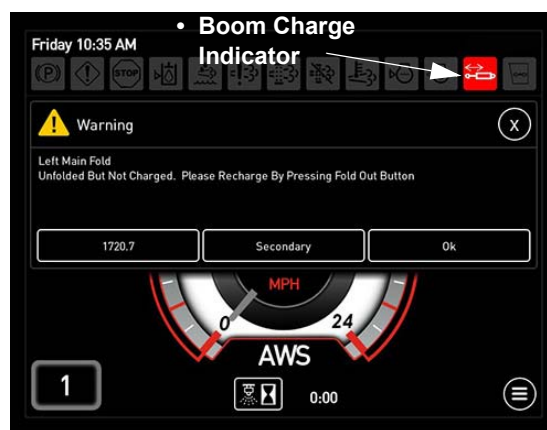 • Boom Charge
Indicator
Friday 10:35 AM
P
STOP
Warning
X
Left Main Fold
Unfolded But Not Charged. Please Recharge By Pressing Fold Out Button
1720.7
Secondary
Ok
MPH
0
24
AWS
1
0:00